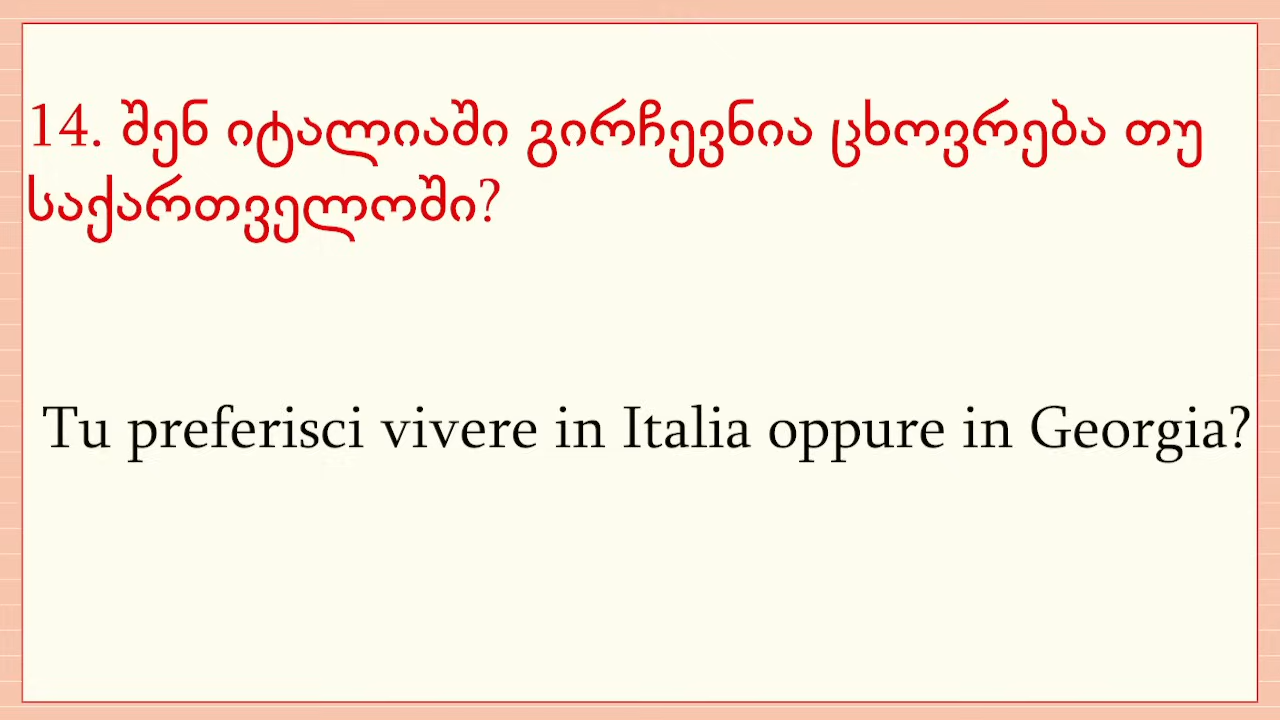 14. შენ იტალიაში გირჩევნია ცხოვრება თუ
საქართველოში?
Tu preferisci vivere in Italia oppure in Georgia?